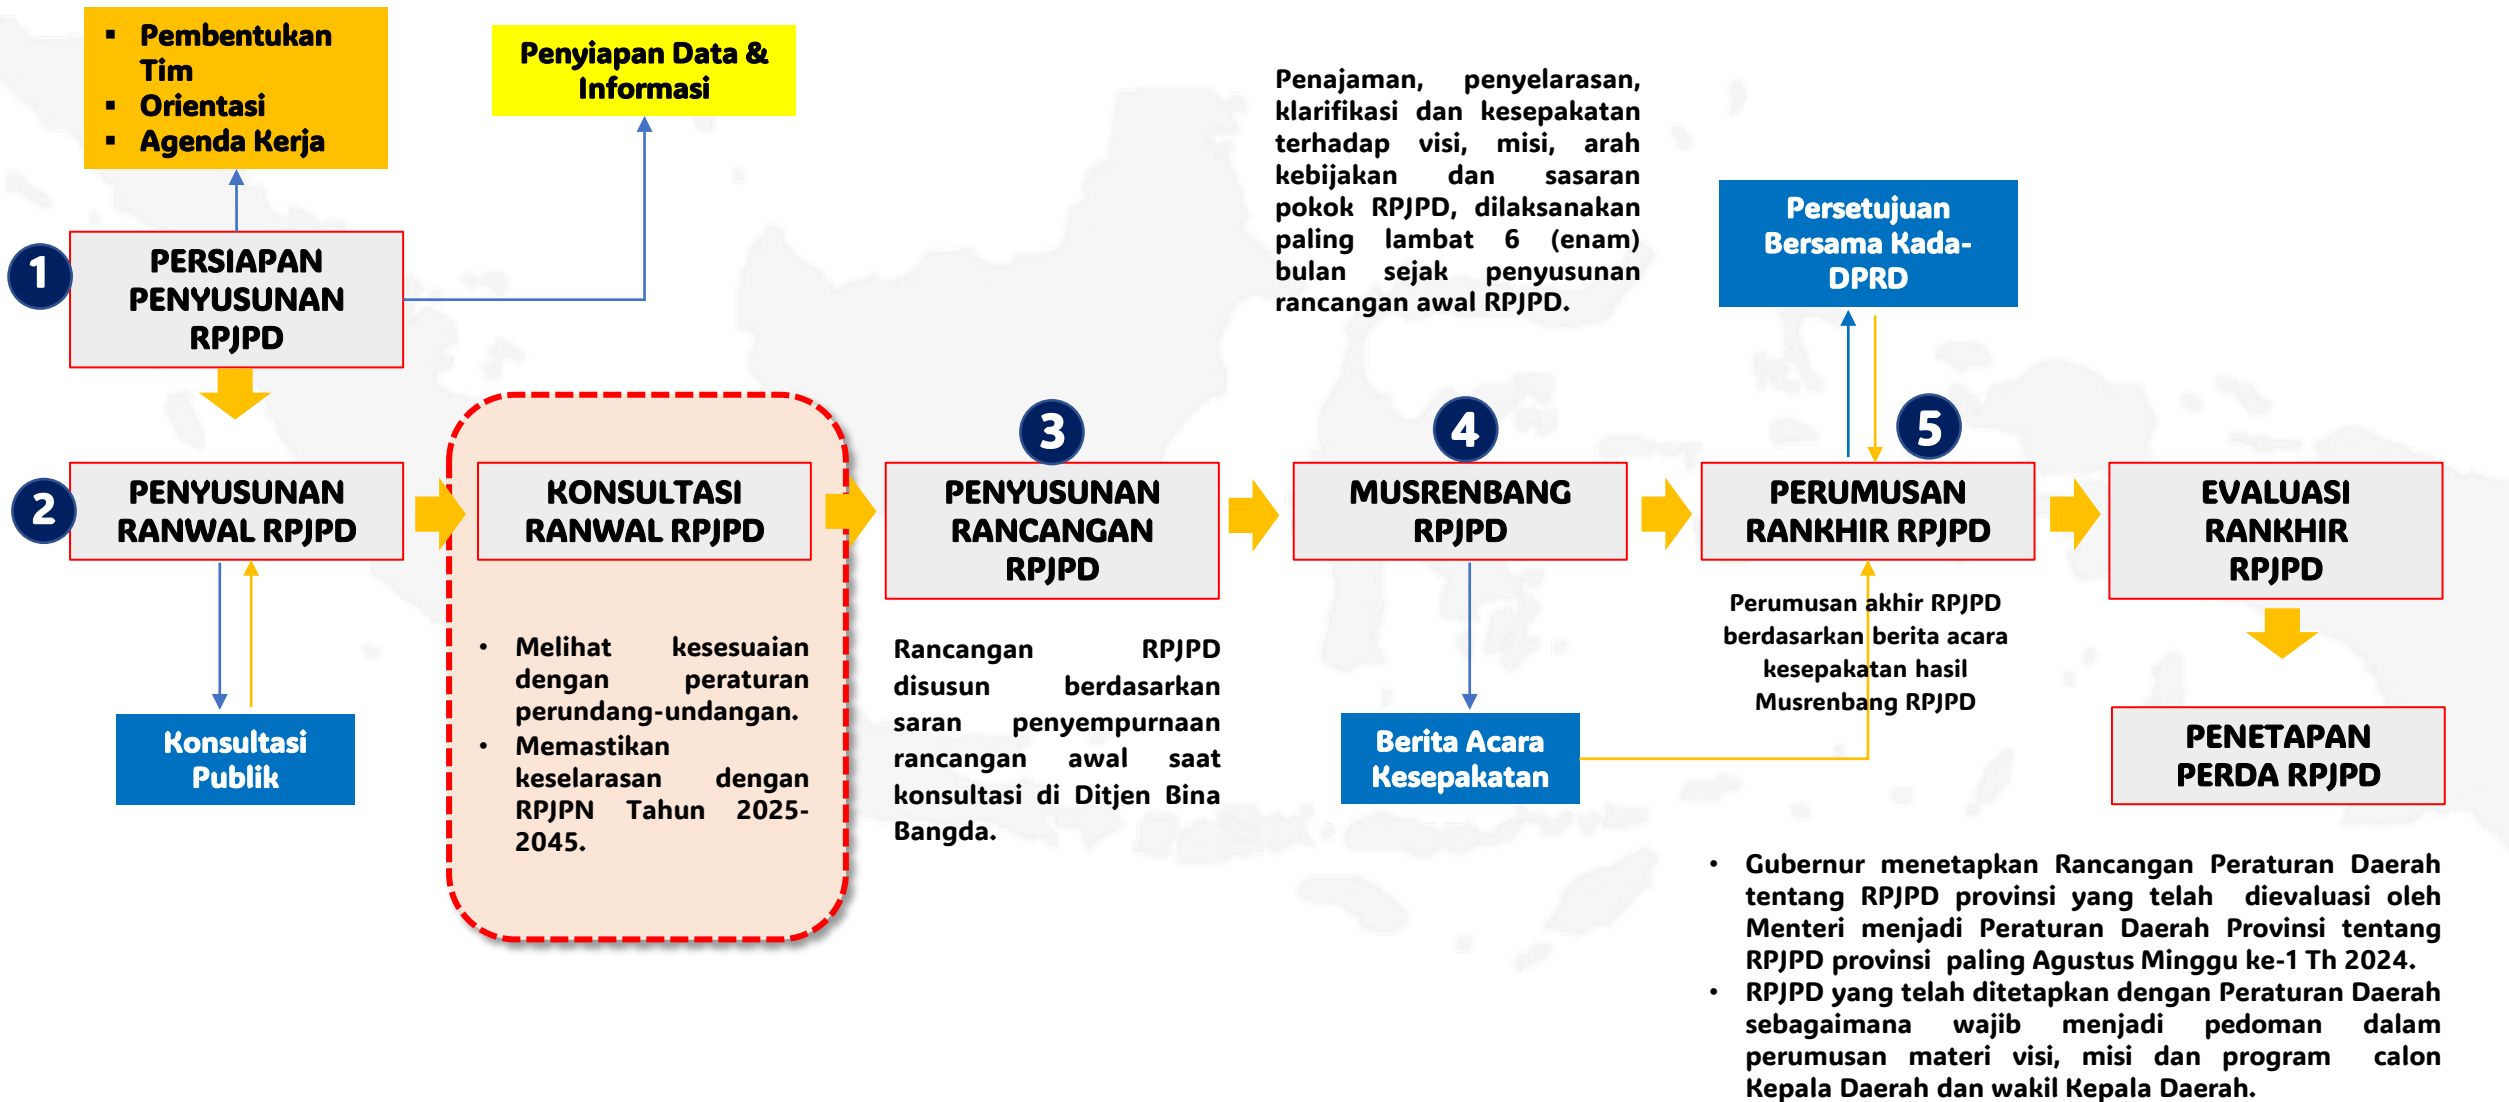 ▪ Pembentukan
Tim
▪ Orientasi
▪ Agenda Kerja
Penyiapan Data &
Informasi
1
PERSIAPAN
PENYUSUNAN
RPJPD
2
PENYUSUNAN
RANWAL RPJPD
Konsultasi
Publik
KONSULTASI
RANWAL RPJPD
• Melihat kesesuaian
dengan peraturan
perundang-undangan.
• Memastikan
keselarasan dengan
RPJPN Tahun 2025-
2045.
3
PENYUSUNAN
RANCANGAN
RPJPD
Rancangan RPJPD
disusun berdasarkan
saran penyempurnaan
rancangan awal saat
konsultasi di Ditjen Bina
Bangda.
Penajaman, penyelarasan,
klarifikasi dan kesepakatan
terhadap visi, misi, arah
kebijakan dan sasaran
pokok RPJPD, dilaksanakan
paling lambat 6 (enam)
bulan sejak penyusunan
rancangan awal RPJPD.
4
MUSRENBANG
RPJPD
Berita Acara
Kesepakatan
Persetujuan
Bersama Kada-
DPRD
5
PERUMUSAN
RANKHIR RPJPD
Perumusan akhir RPJPD
berdasarkan berita acara
kesepakatan hasil
Musrenbang RPJPD
EVALUASI
RANKHIR
RPJPD
PENETAPAN
PERDA RPJPD
• Gubernur menetapkan Rancangan Peraturan Daerah
tentang RPJPD provinsi yang telah dievaluasi oleh
Menteri menjadi Peraturan Daerah Provinsi tentang
RPJPD provinsi paling Agustus Minggu ke-1 Th 2024.
• RPJPD yang telah ditetapkan dengan Peraturan Daerah
sebagaimana wajib menjadi pedoman dalam
perumusan materi visi, misi dan program calon
Kepala Daerah dan wakil Kepala Daerah.